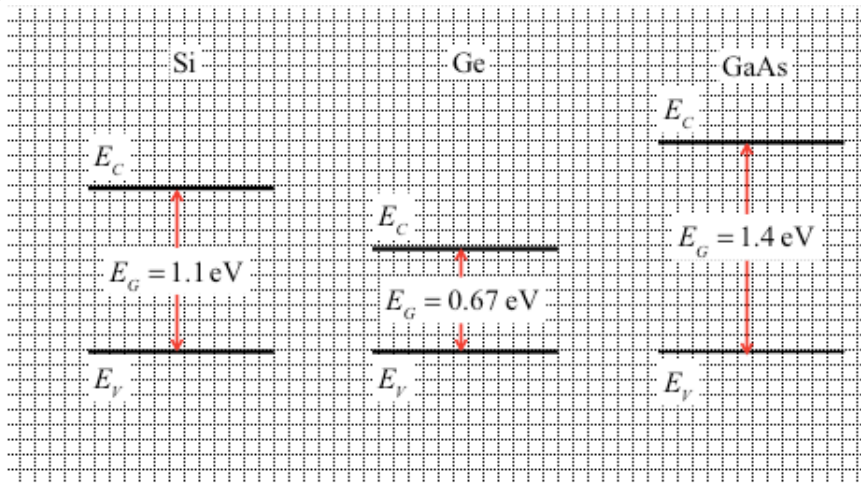 Si
E_C
E_G = 1.1 eV
E_V
Ge
E_C
E_G = 0.67 eV
E_V
GaAs
E_C
E_G = 1.4 eV
E_V